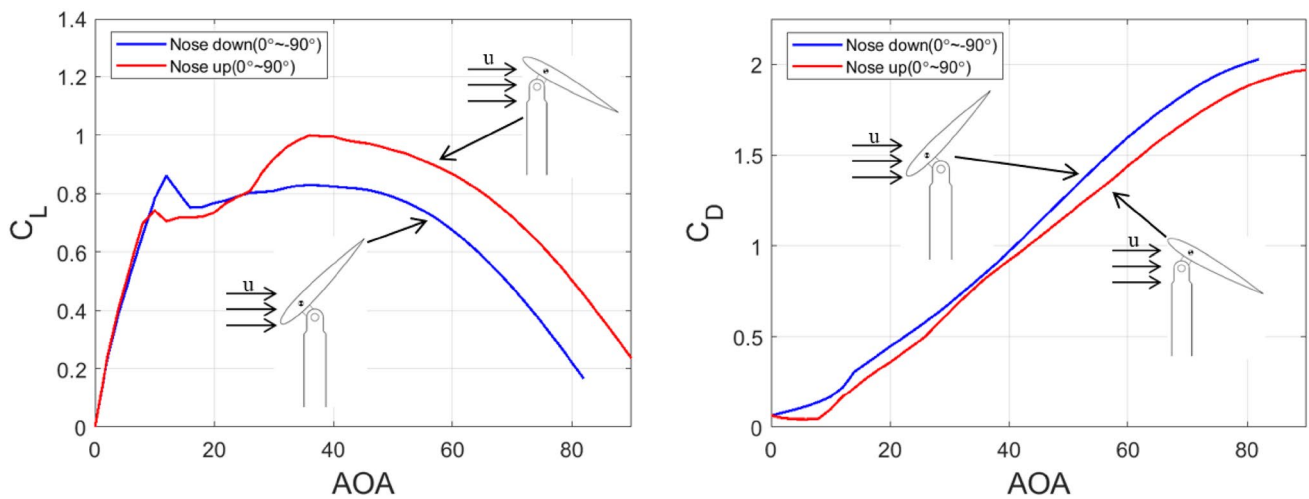 1.4
1.2
1
0.8
0.6
0.4
0.2
0
C_L
Nose down(0°~-90°)
Nose up(0°~90°)
u
u
0 20 40 60 80
AOA
2
1.5
1
0.5
0
C_D
Nose down(0°~-90°)
Nose up(0°~90°)
u
u
0 20 40 60 80
AOA